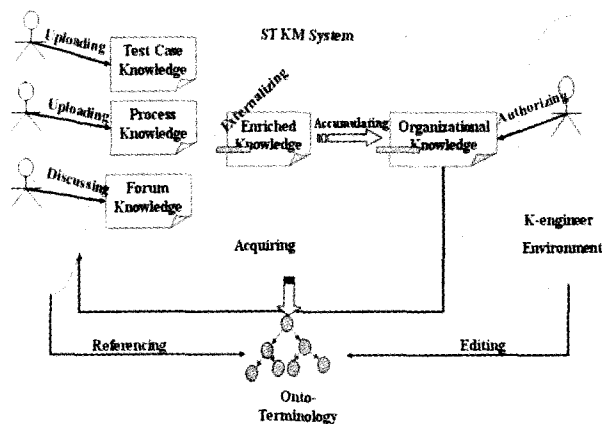 ST KM System
Uploading
Test Case
Knowledge
Uploading
Process
Knowledge
Externalizing
Enriched
Knowledge
Accumulating
Organizational
Knowledge
Authorizing
Discussing
Forum
Knowledge
Acquiring
K-engineer
Environment
Referencing
Editing
Onto-
Terminology